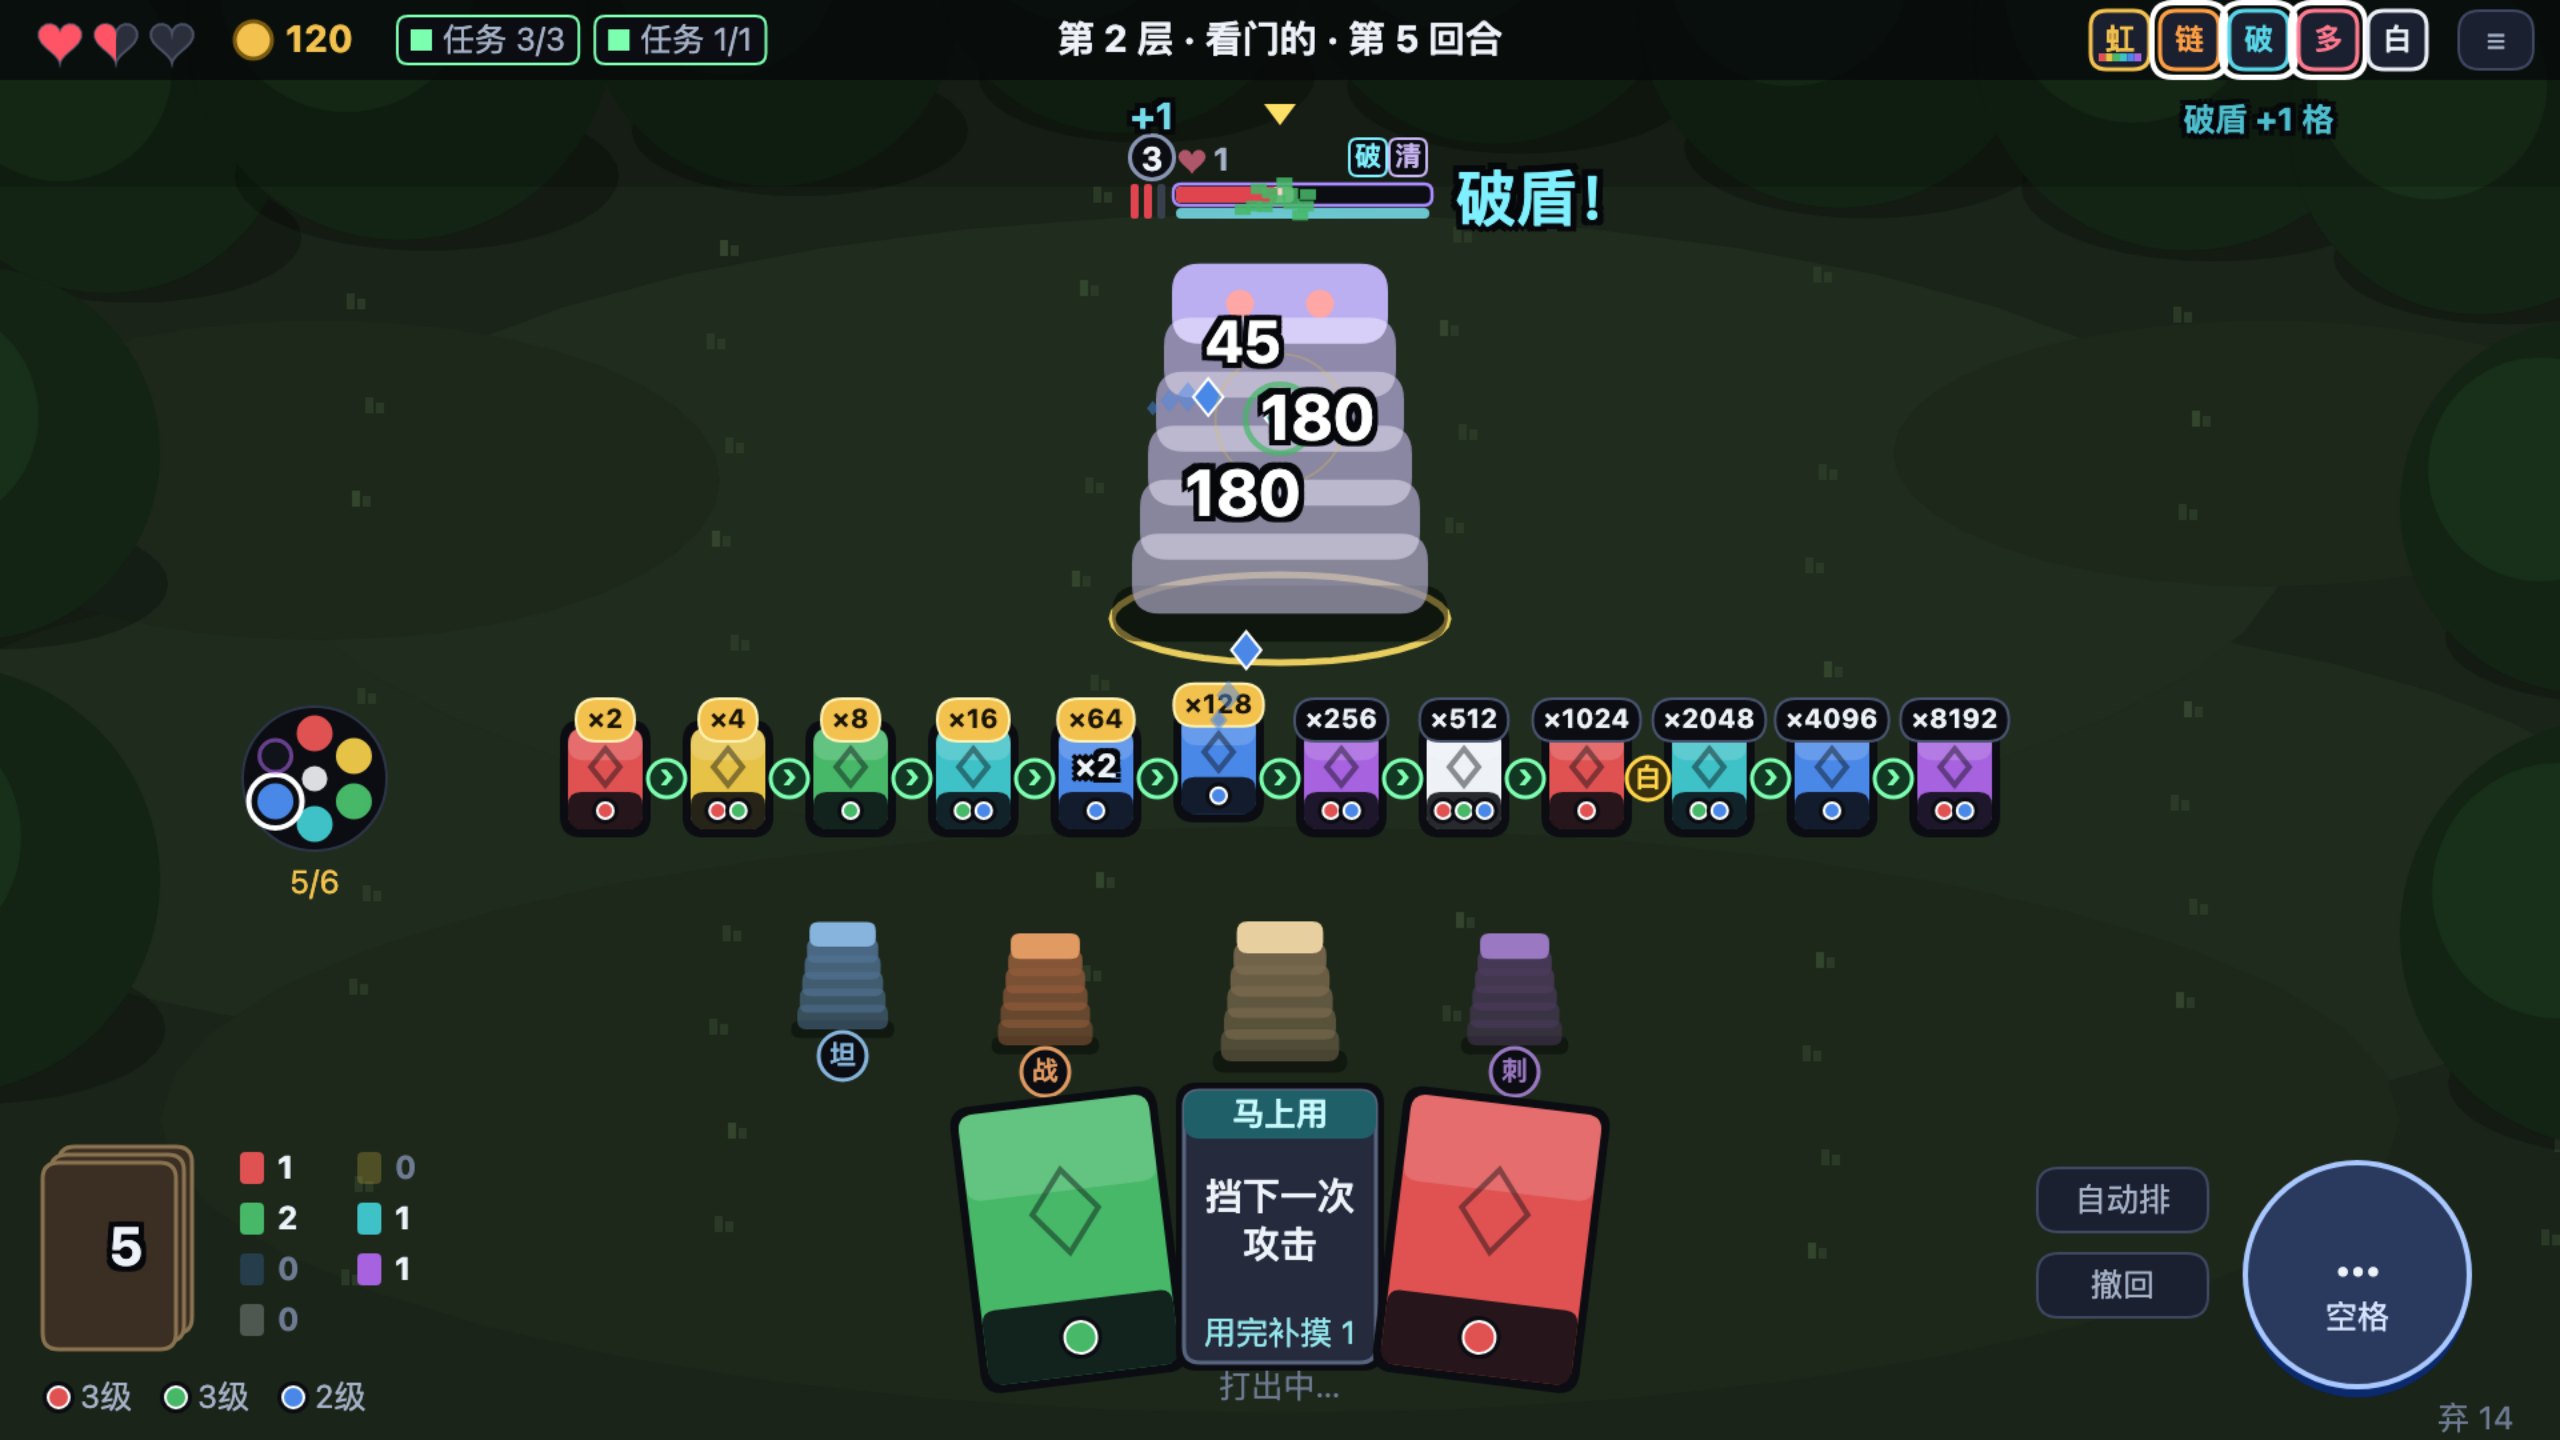 120
任务 3/3
任务 1/1
第 2 层 · 看门的 · 第 5 回合
虹
链
破
多
白
≡
破盾 +1 格
+1
3
1
破
清
破盾!
45
180
180
×2
×4
×8
×16
×64
×128
×256
×512
×1024
×2048
×4096
×8192
×2
白
5/6
坦
战
刺
马上用
挡下一次
攻击
用完补摸 1
打出中...
5
1
0
2
1
0
1
0
3级
3级
2级
自动排
撤回
...
空格
弃 14